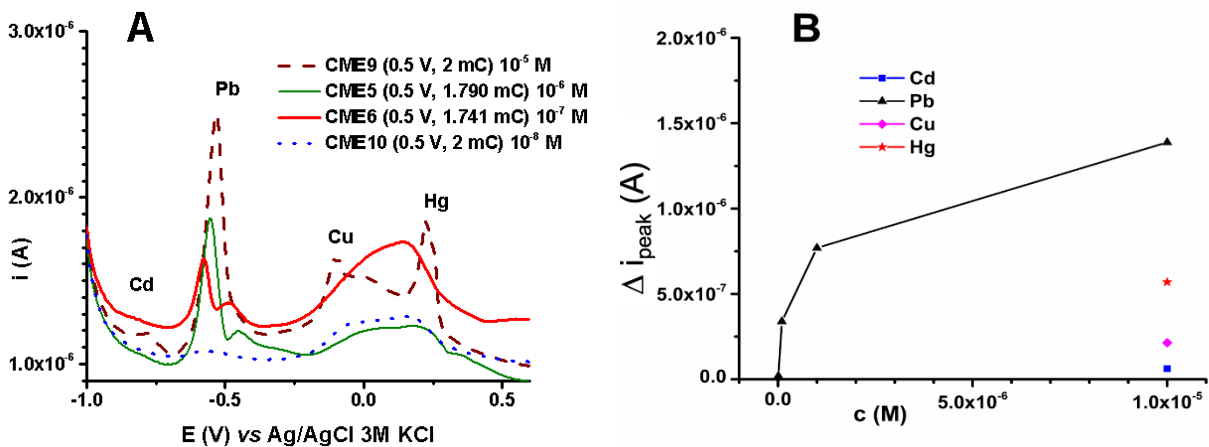 A
CME9 (0.5 V, 2 mC) 10⁻⁵ M
CME5 (0.5 V, 1.790 mC) 10⁻⁶ M
CME6 (0.5 V, 1.741 mC) 10⁻⁷ M
CME10 (0.5 V, 2 mC) 10⁻⁸ M
Pb
Cd
Cu
Hg
3.0x10⁻⁶
2.0x10⁻⁶
1.0x10⁻⁶
i (A)
-1.0 -0.5 0.0 0.5
E (V) vs Ag/AgCl 3M KCl
B
Cd
Pb
Cu
Hg
2.0x10⁻⁶
1.5x10⁻⁶
1.0x10⁻⁶
5.0x10⁻⁷
0.0
Δ i_peak (A)
0.0 5.0x10⁻⁶ 1.0x10⁻⁵
c (M)